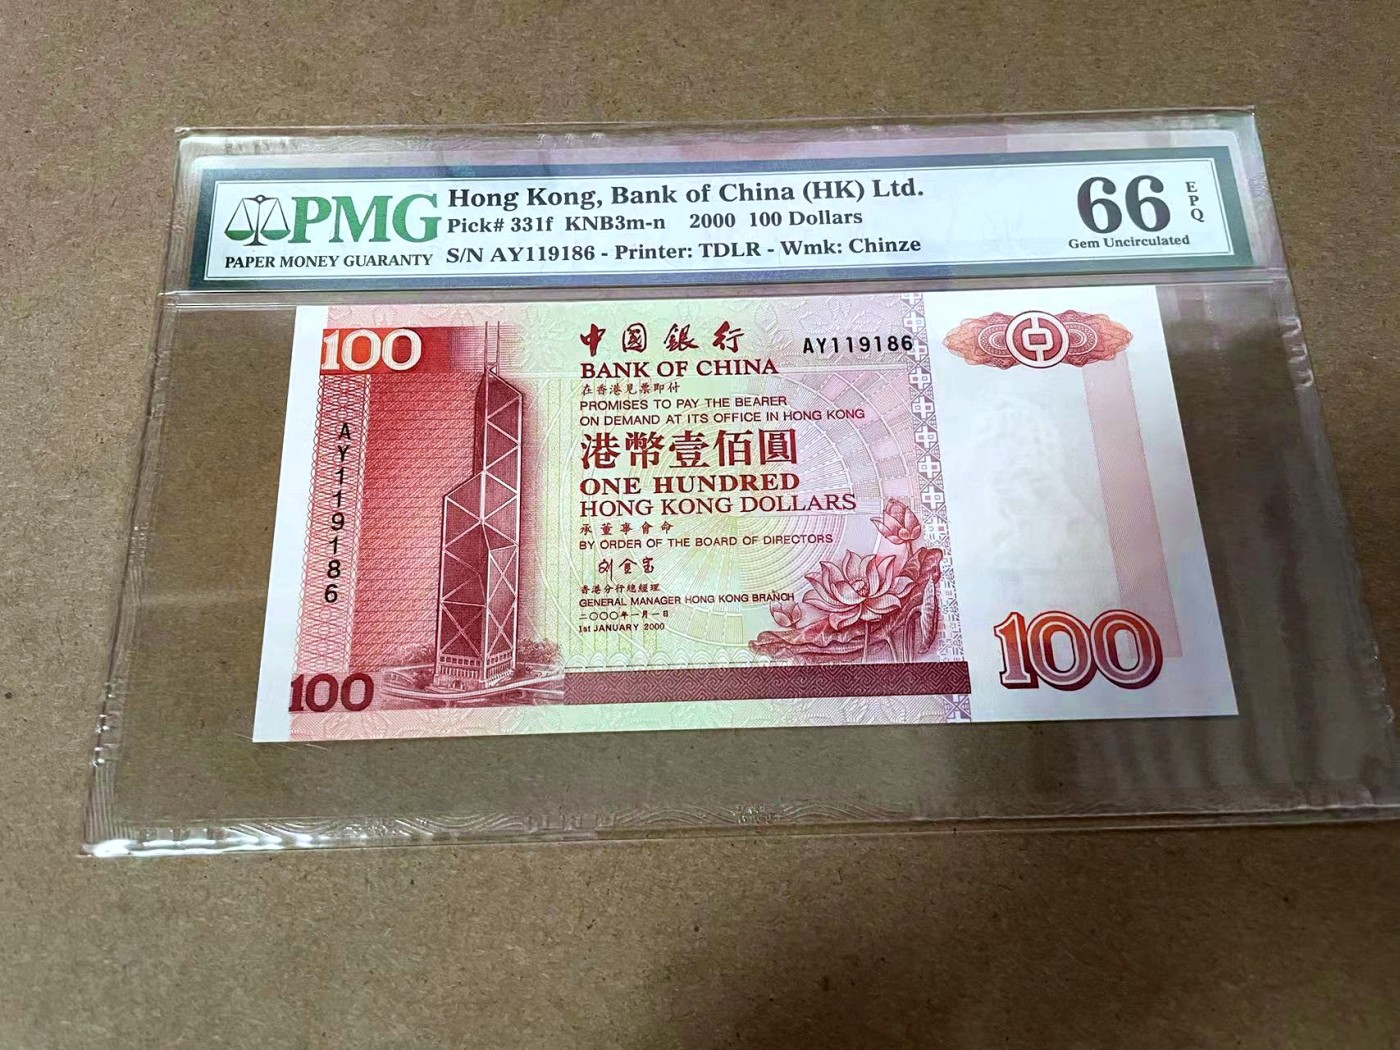 PMG
PAPER MONEY GUARANTY
Hong Kong, Bank of China (HK) Ltd.
Pick# 331f KNB3m-n 2000 100 Dollars
S/N AY119186 - Printer: TDLR - Wmk: Chinze
66
EPQ
Gem Uncirculated
100
中國銀行
AY119186
BANK OF CHINA
在香港見票即付
PROMISES TO PAY THE BEARER
ON DEMAND AT ITS OFFICE IN HONG KONG
港幣壹佰圓
ONE HUNDRED
HONG KONG DOLLARS
承董事會命
BY ORDER OF THE BOARD OF DIRECTORS
香港分行總經理
GENERAL MANAGER HONG KONG BRANCH
二〇〇〇年一月一日
1st JANUARY 2000
AY119186
100
100